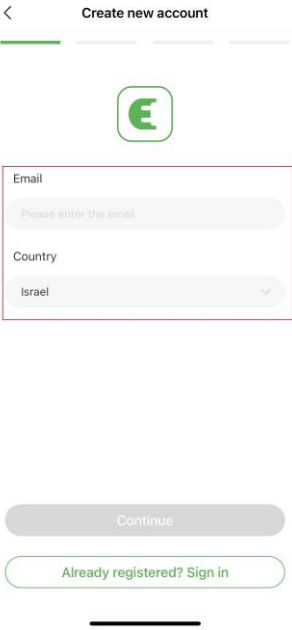 Create new account
Email
Please enter the email
Country
Israel
Continue
Already registered? Sign in